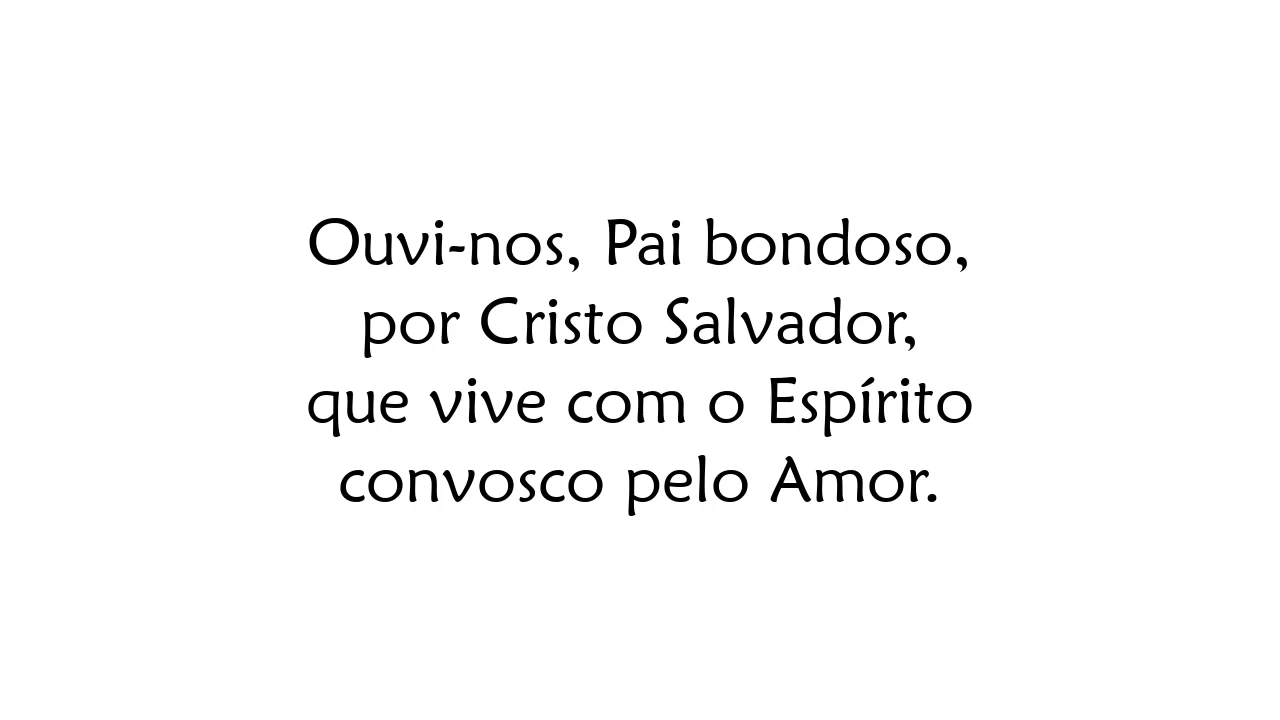 Ouvi-nos, Pai bondoso,
por Cristo Salvador,
que vive com o Espírito
convosco pelo Amor.